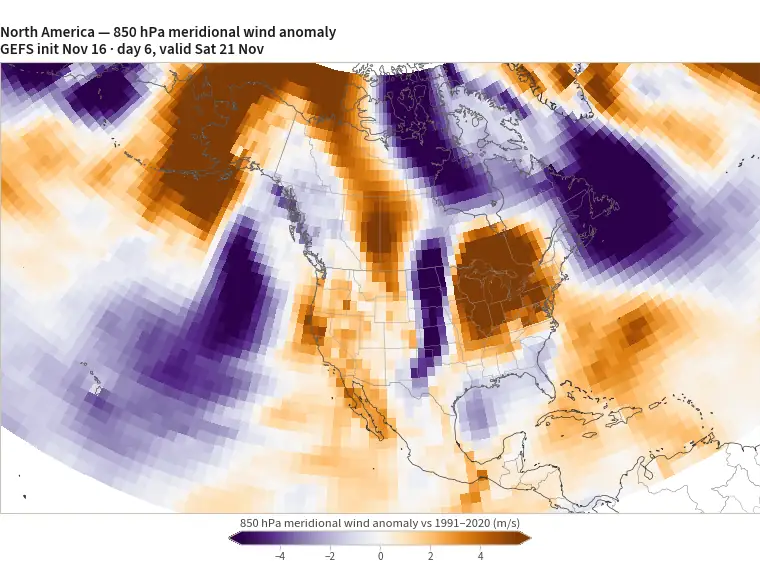 North America — 850 hPa meridional wind anomaly
GEFS init Nov 16 · day 6, valid Sat 21 Nov
850 hPa meridional wind anomaly vs 1991–2020 (m/s)
−4 −2 0 2 4